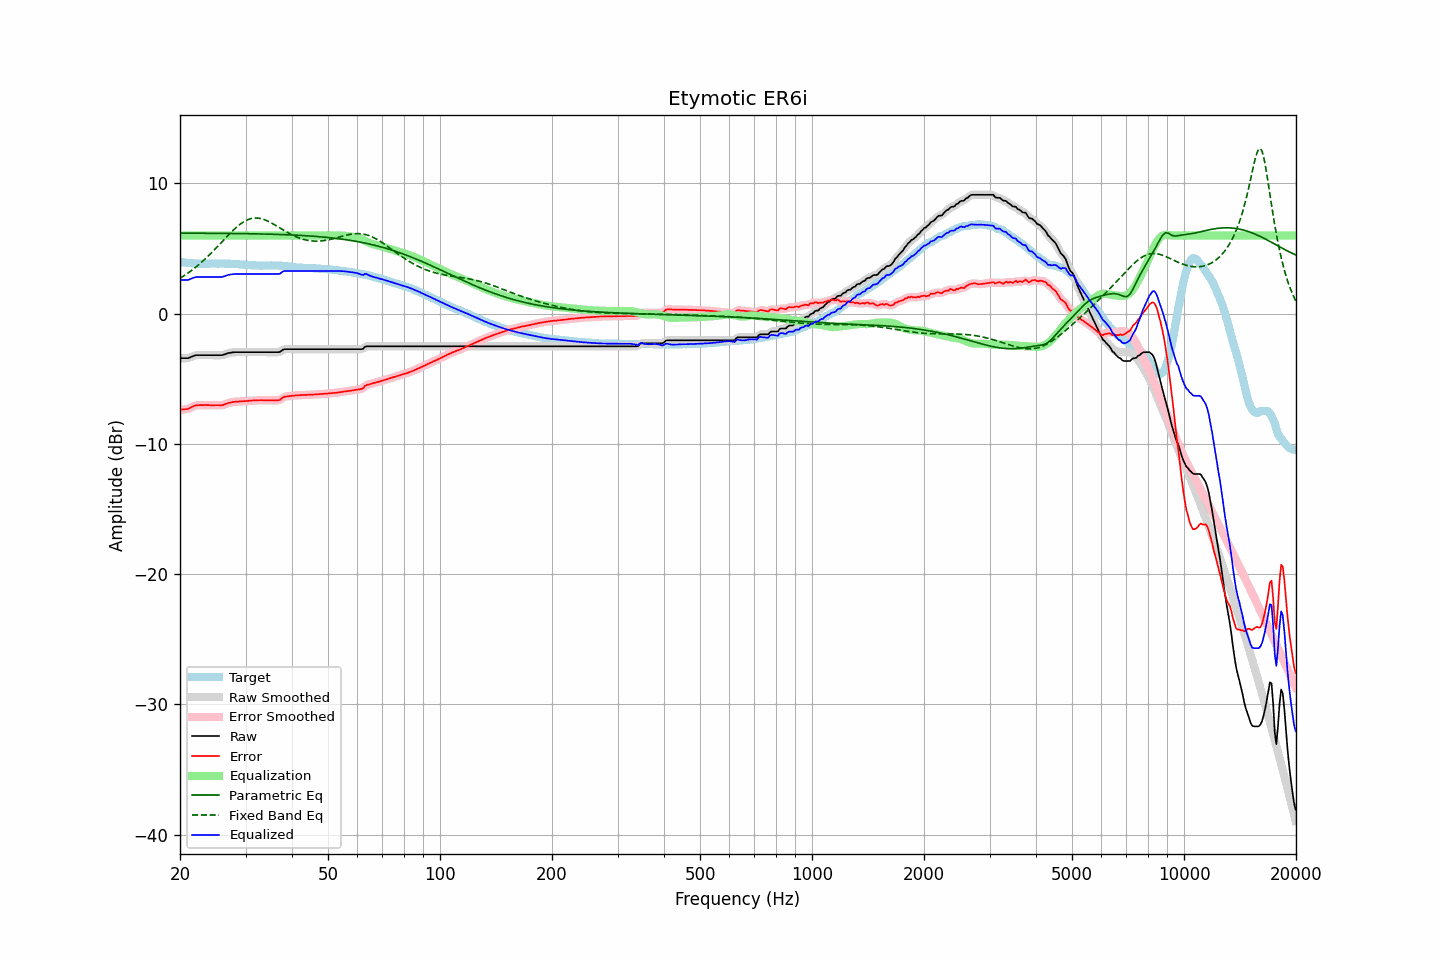 Etymotic ER6i
Amplitude (dBr)
10
0
−10
−20
−30
−40
Target
Raw Smoothed
Error Smoothed
Raw
Error
Equalization
Parametric Eq
Fixed Band Eq
Equalized
20 50 100 200 500 1000 2000 5000 10000 20000
Frequency (Hz)